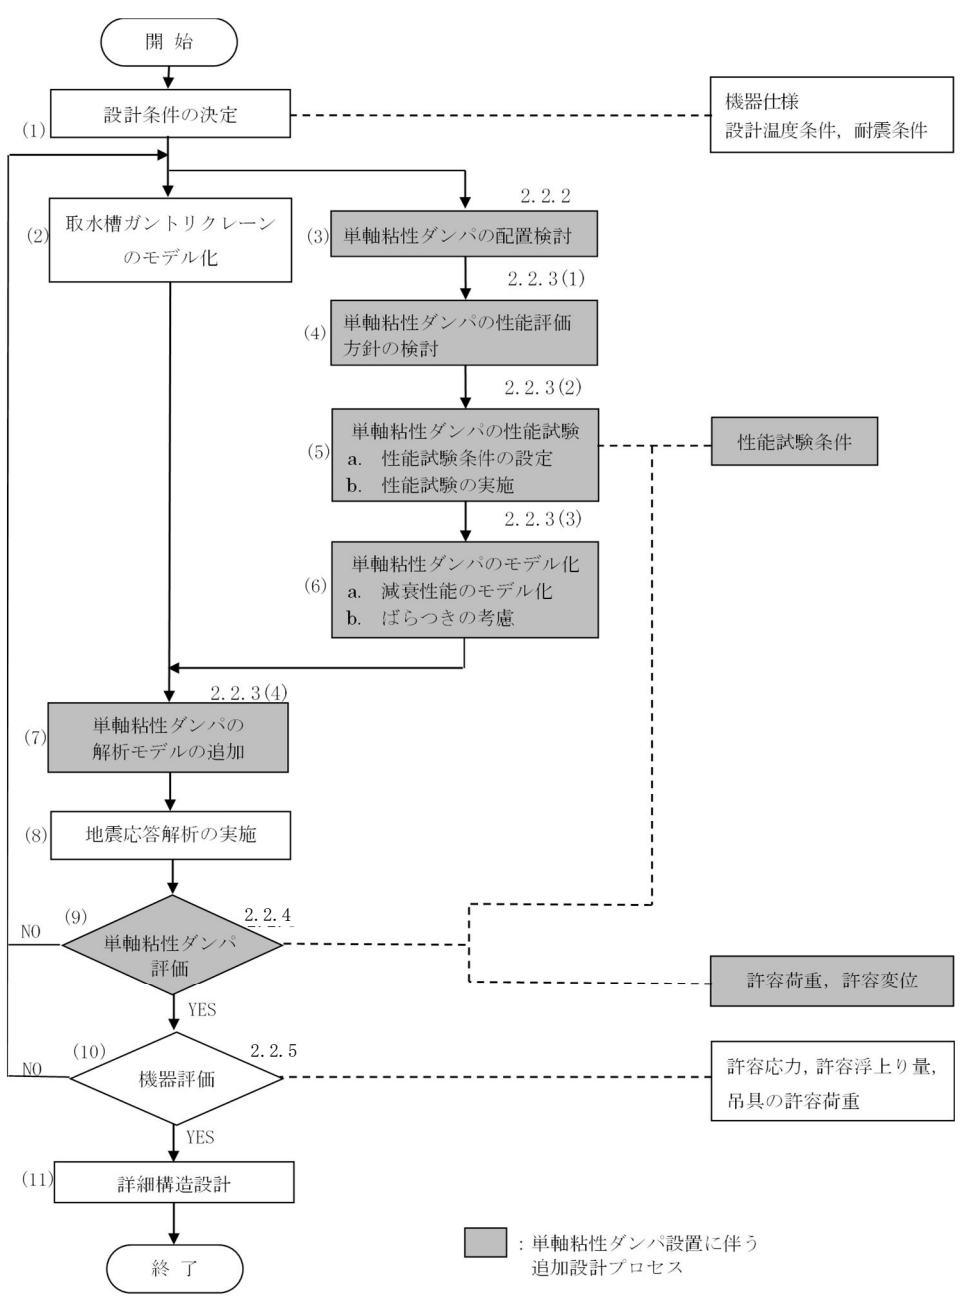 開 始
(1)
設計条件の決定
機器仕様
設計温度条件，耐震条件
(2)
取水槽ガントリクレーン
のモデル化
2.2.2
(3)
単軸粘性ダンパの配置検討
2.2.3(1)
(4)
単軸粘性ダンパの性能評価
方針の検討
2.2.3(2)
(5)
単軸粘性ダンパの性能試験
a. 性能試験条件の設定
b. 性能試験の実施
性能試験条件
2.2.3(3)
(6)
単軸粘性ダンパのモデル化
a. 減衰性能のモデル化
b. ばらつきの考慮
2.2.3(4)
(7)
単軸粘性ダンパの
解析モデルの追加
(8)
地震応答解析の実施
(9)
2.2.4
NO
単軸粘性ダンパ
評価
許容荷重，許容変位
YES
(10)
2.2.5
NO
機器評価
許容応力，許容浮上り量，
吊具の許容荷重
YES
(11)
詳細構造設計
終 了
：単軸粘性ダンパ設置に伴う
追加設計プロセス